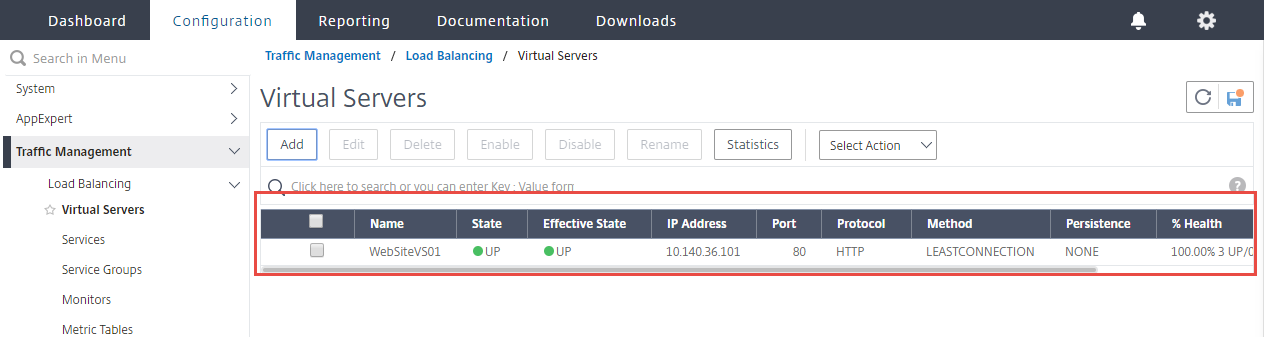 Dashboard Configuration Reporting Documentation Downloads
Search in Menu
System
AppExpert
Traffic Management
Load Balancing
Virtual Servers
Services
Service Groups
Monitors
Metric Tables
Traffic Management / Load Balancing / Virtual Servers
Virtual Servers
Add Edit Delete Enable Disable Rename Statistics Select Action
Click here to search or you can enter Key : Value form
?
Name State Effective State IP Address Port Protocol Method Persistence % Health
WebSiteVS01 UP UP 10.140.36.101 80 HTTP LEASTCONNECTION NONE 100.00% 3 UP/0